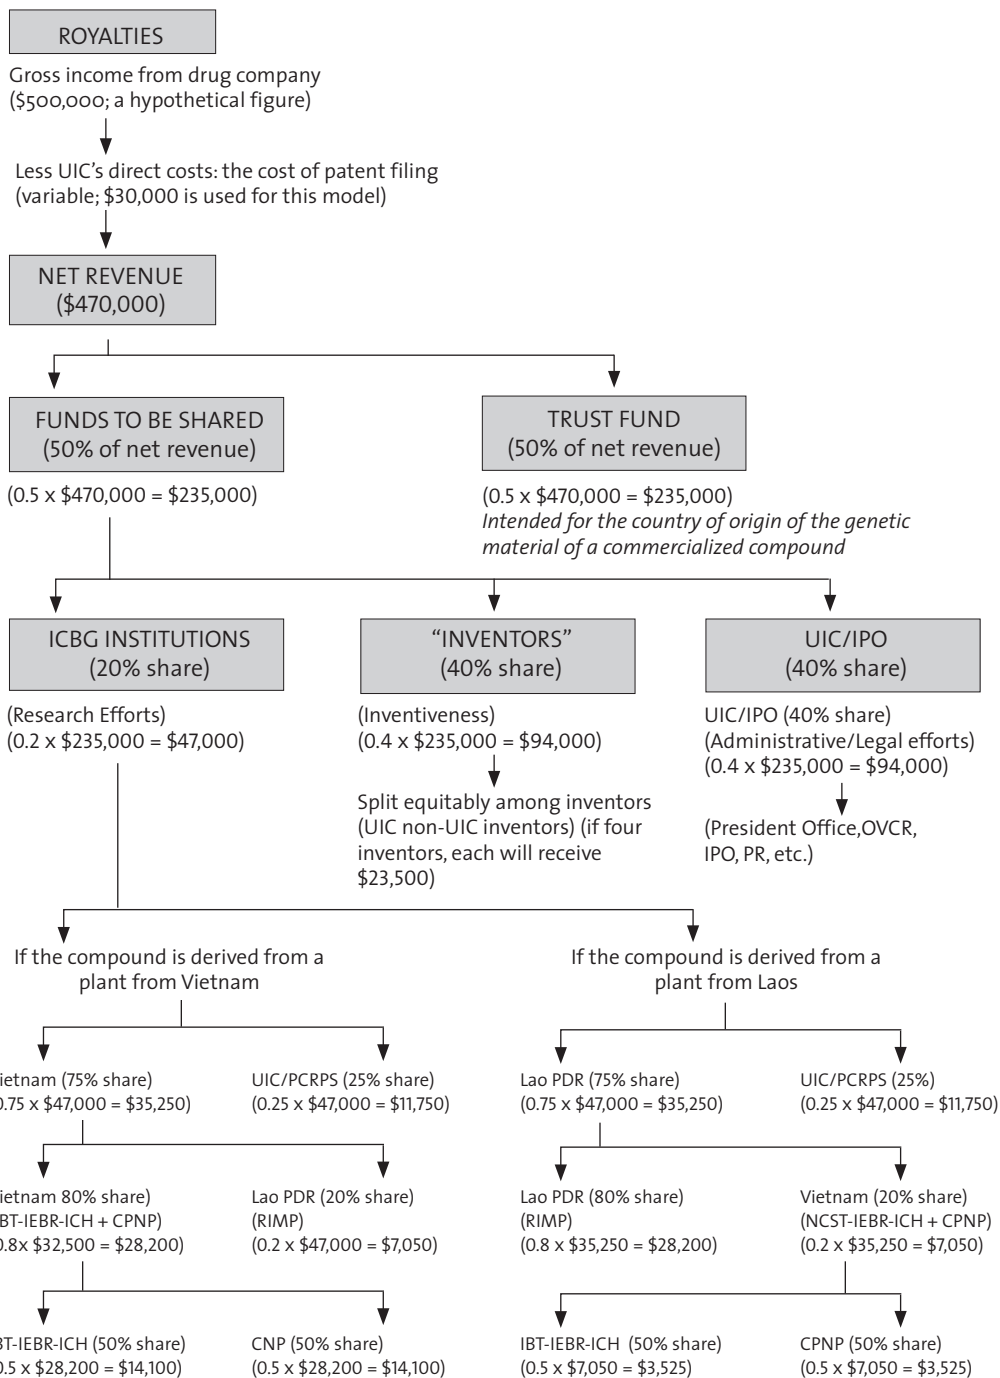 ROYALTIES
Gross income from drug company
($500,000; a hypothetical figure)
Less UIC’s direct costs: the cost of patent filing
(variable; $30,000 is used for this model)
NET REVENUE
($470,000)
FUNDS TO BE SHARED
(50% of net revenue)
(0.5 x $470,000 = $235,000)
TRUST FUND
(50% of net revenue)
(0.5 x $470,000 = $235,000)
Intended for the country of origin of the genetic
material of a commercialized compound
ICBG INSTITUTIONS
(20% share)
(Research Efforts)
(0.2 x $235,000 = $47,000)
“INVENTORS”
(40% share)
(Inventiveness)
(0.4 x $235,000 = $94,000)
Split equitably among inventors
(UIC non-UIC inventors) (if four
inventors, each will receive
$23,500)
UIC/IPO
(40% share)
UIC/IPO (40% share)
(Administrative/Legal efforts)
(0.4 x $235,000 = $94,000)
(President Office,OVCR,
IPO, PR, etc.)
If the compound is derived from a
plant from Vietnam
If the compound is derived from a
plant from Laos
ietnam (75% share)
0.75 x $47,000 = $35,250)
UIC/PCRPS (25% share)
(0.25 x $47,000 = $11,750)
Lao PDR (75% share)
(0.75 x $47,000 = $35,250)
UIC/PCRPS (25%)
(0.25 x $47,000 = $11,750)
ietnam 80% share)
BT-IEBR-ICH + CPNP)
0.8x $32,500 = $28,200)
Lao PDR (20% share)
(RIMP)
(0.2 x $47,000 = $7,050)
Lao PDR (80% share)
(RIMP)
(0.8 x $35,250 = $28,200)
Vietnam (20% share)
(NCST-IEBR-ICH + CPNP)
(0.2 x $35,250 = $7,050)
BT-IEBR-ICH (50% share)
0.5 x $28,200 = $14,100)
CNP (50% share)
(0.5 x $28,200 = $14,100)
IBT-IEBR-ICH (50% share)
(0.5 x $7,050 = $3,525)
CPNP (50% share)
(0.5 x $7,050 = $3,525)